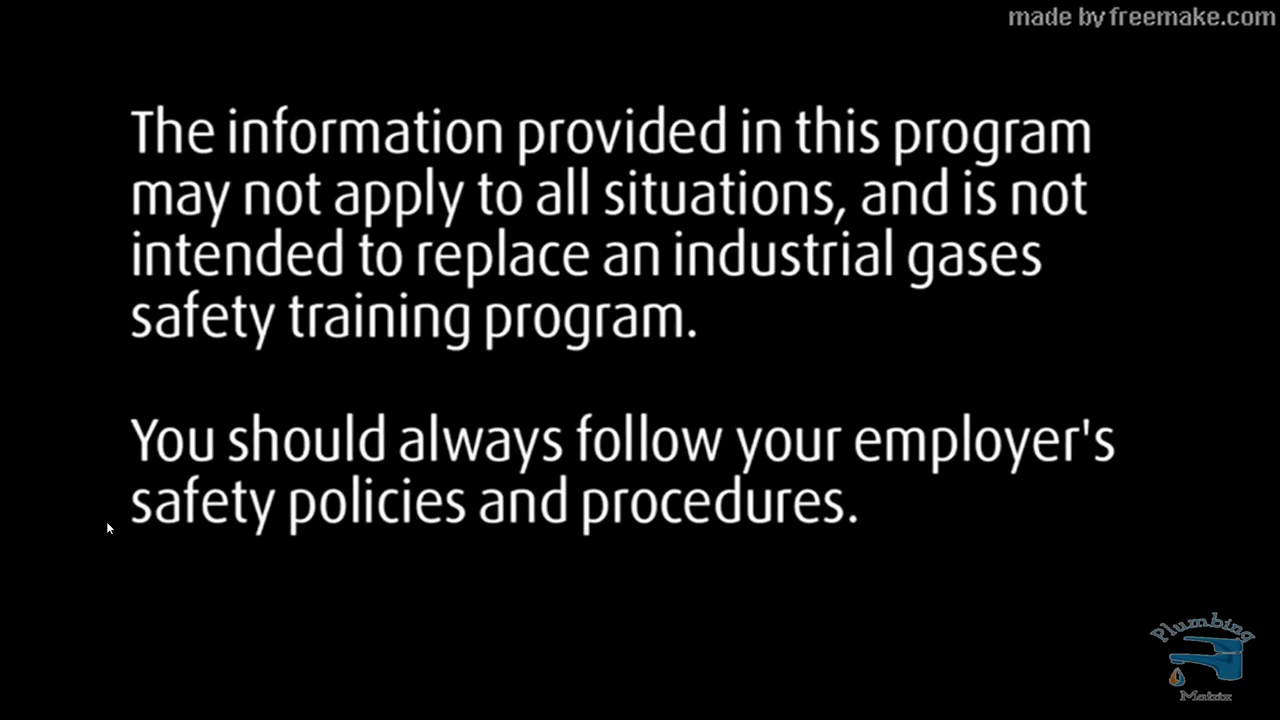 made by freemake.com
The information provided in this program
may not apply to all situations, and is not
intended to replace an industrial gases
safety training program.
You should always follow your employer's
safety policies and procedures.
Plumbing
Matrix